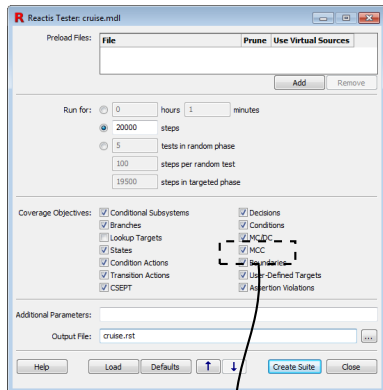 Reactis Tester: cruise.mdl
Preload Files:
File Prune Use Virtual Sources
Add Remove
Run for: 0 hours 1 minutes
20000 steps
5 tests in random phase
100 steps per random test
19500 steps in targeted phase
Coverage Objectives: Conditional Subsystems Decisions
Branches Conditions
Lookup Targets MC/DC
States MCC
Condition Actions Boundaries
Transition Actions User-Defined Targets
CSEPT Assertion Violations
Additional Parameters:
Output File: cruise.rst ...
Help Load Defaults ↑ ↓ Create Suite Close